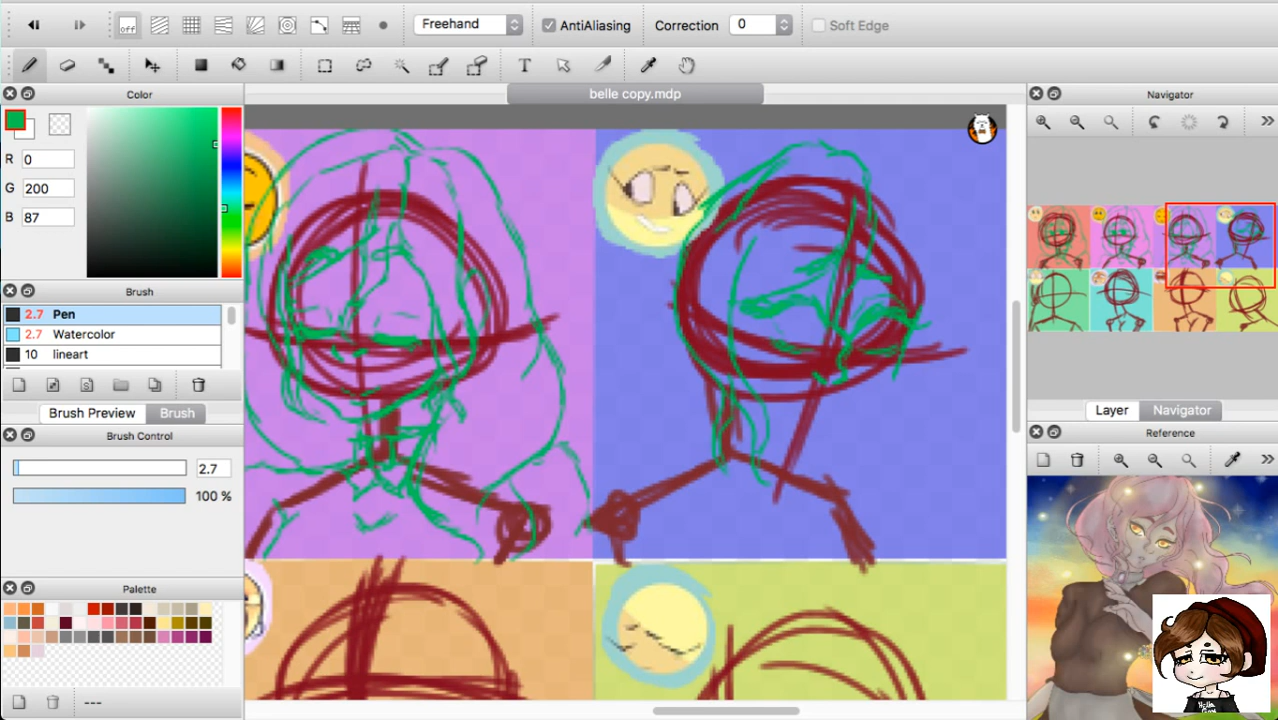 off
Freehand
AntiAliasing
Correction
0
Soft Edge
T
Color
belle copy.mdp
Navigator
R 0
G 200
B 87
Brush
2.7 Pen
2.7 Watercolor
10 lineart
Brush Preview
Brush
Layer
Navigator
Brush Control
Reference
2.7
100 %
Palette
---